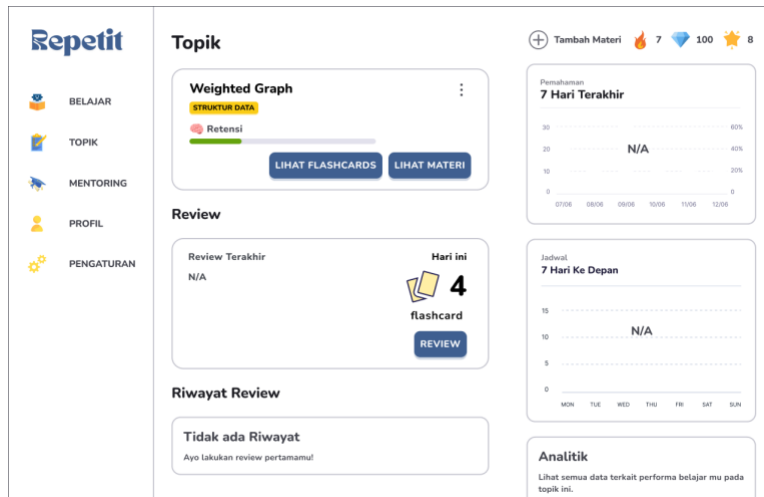 Repetit
BELAJAR
TOPIK
MENTORING
PROFIL
PENGATURAN
Topik
Weighted Graph
STRUKTUR DATA
Retensi
LIHAT FLASHCARDS
LIHAT MATERI
Review
Review Terakhir
N/A
Hari ini
4
flashcard
REVIEW
Riwayat Review
Tidak ada Riwayat
Ayo lakukan review pertamamu!
Tambah Materi
7
100
8
Pemahaman
7 Hari Terakhir
30
20
10
0
N/A
60%
40%
20%
0
07/06 08/06 09/06 10/06 11/06 12/06
Jadwal
7 Hari Ke Depan
15
10
5
0
N/A
MON TUE WED THU FRI SAT SUN
Analitik
Lihat semua data terkait performa belajar mu pada
topik ini.